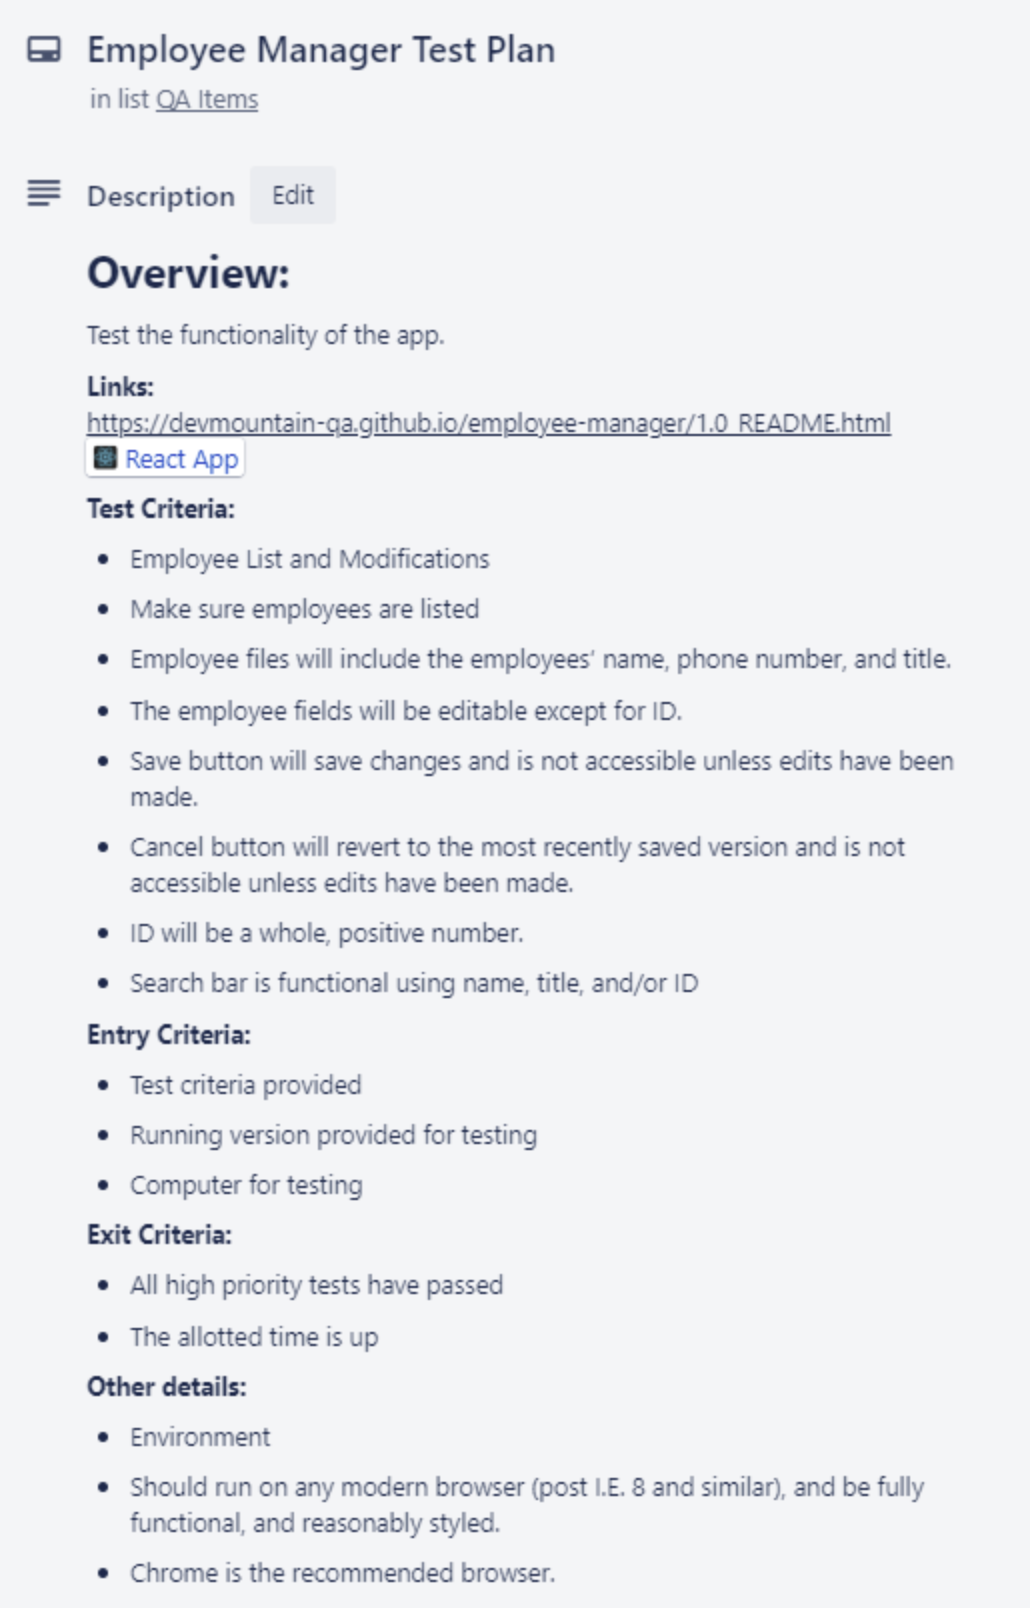 Employee Manager Test Plan
in list QA Items
Description Edit
Overview:
Test the functionality of the app.
Links:
https://devmountain-qa.github.io/employee-manager/1.0_README.html
React App
Test Criteria:
• Employee List and Modifications
• Make sure employees are listed
• Employee files will include the employees’ name, phone number, and title.
• The employee fields will be editable except for ID.
• Save button will save changes and is not accessible unless edits have been
made.
• Cancel button will revert to the most recently saved version and is not
accessible unless edits have been made.
• ID will be a whole, positive number.
• Search bar is functional using name, title, and/or ID
Entry Criteria:
• Test criteria provided
• Running version provided for testing
• Computer for testing
Exit Criteria:
• All high priority tests have passed
• The allotted time is up
Other details:
• Environment
• Should run on any modern browser (post I.E. 8 and similar), and be fully
functional, and reasonably styled.
• Chrome is the recommended browser.